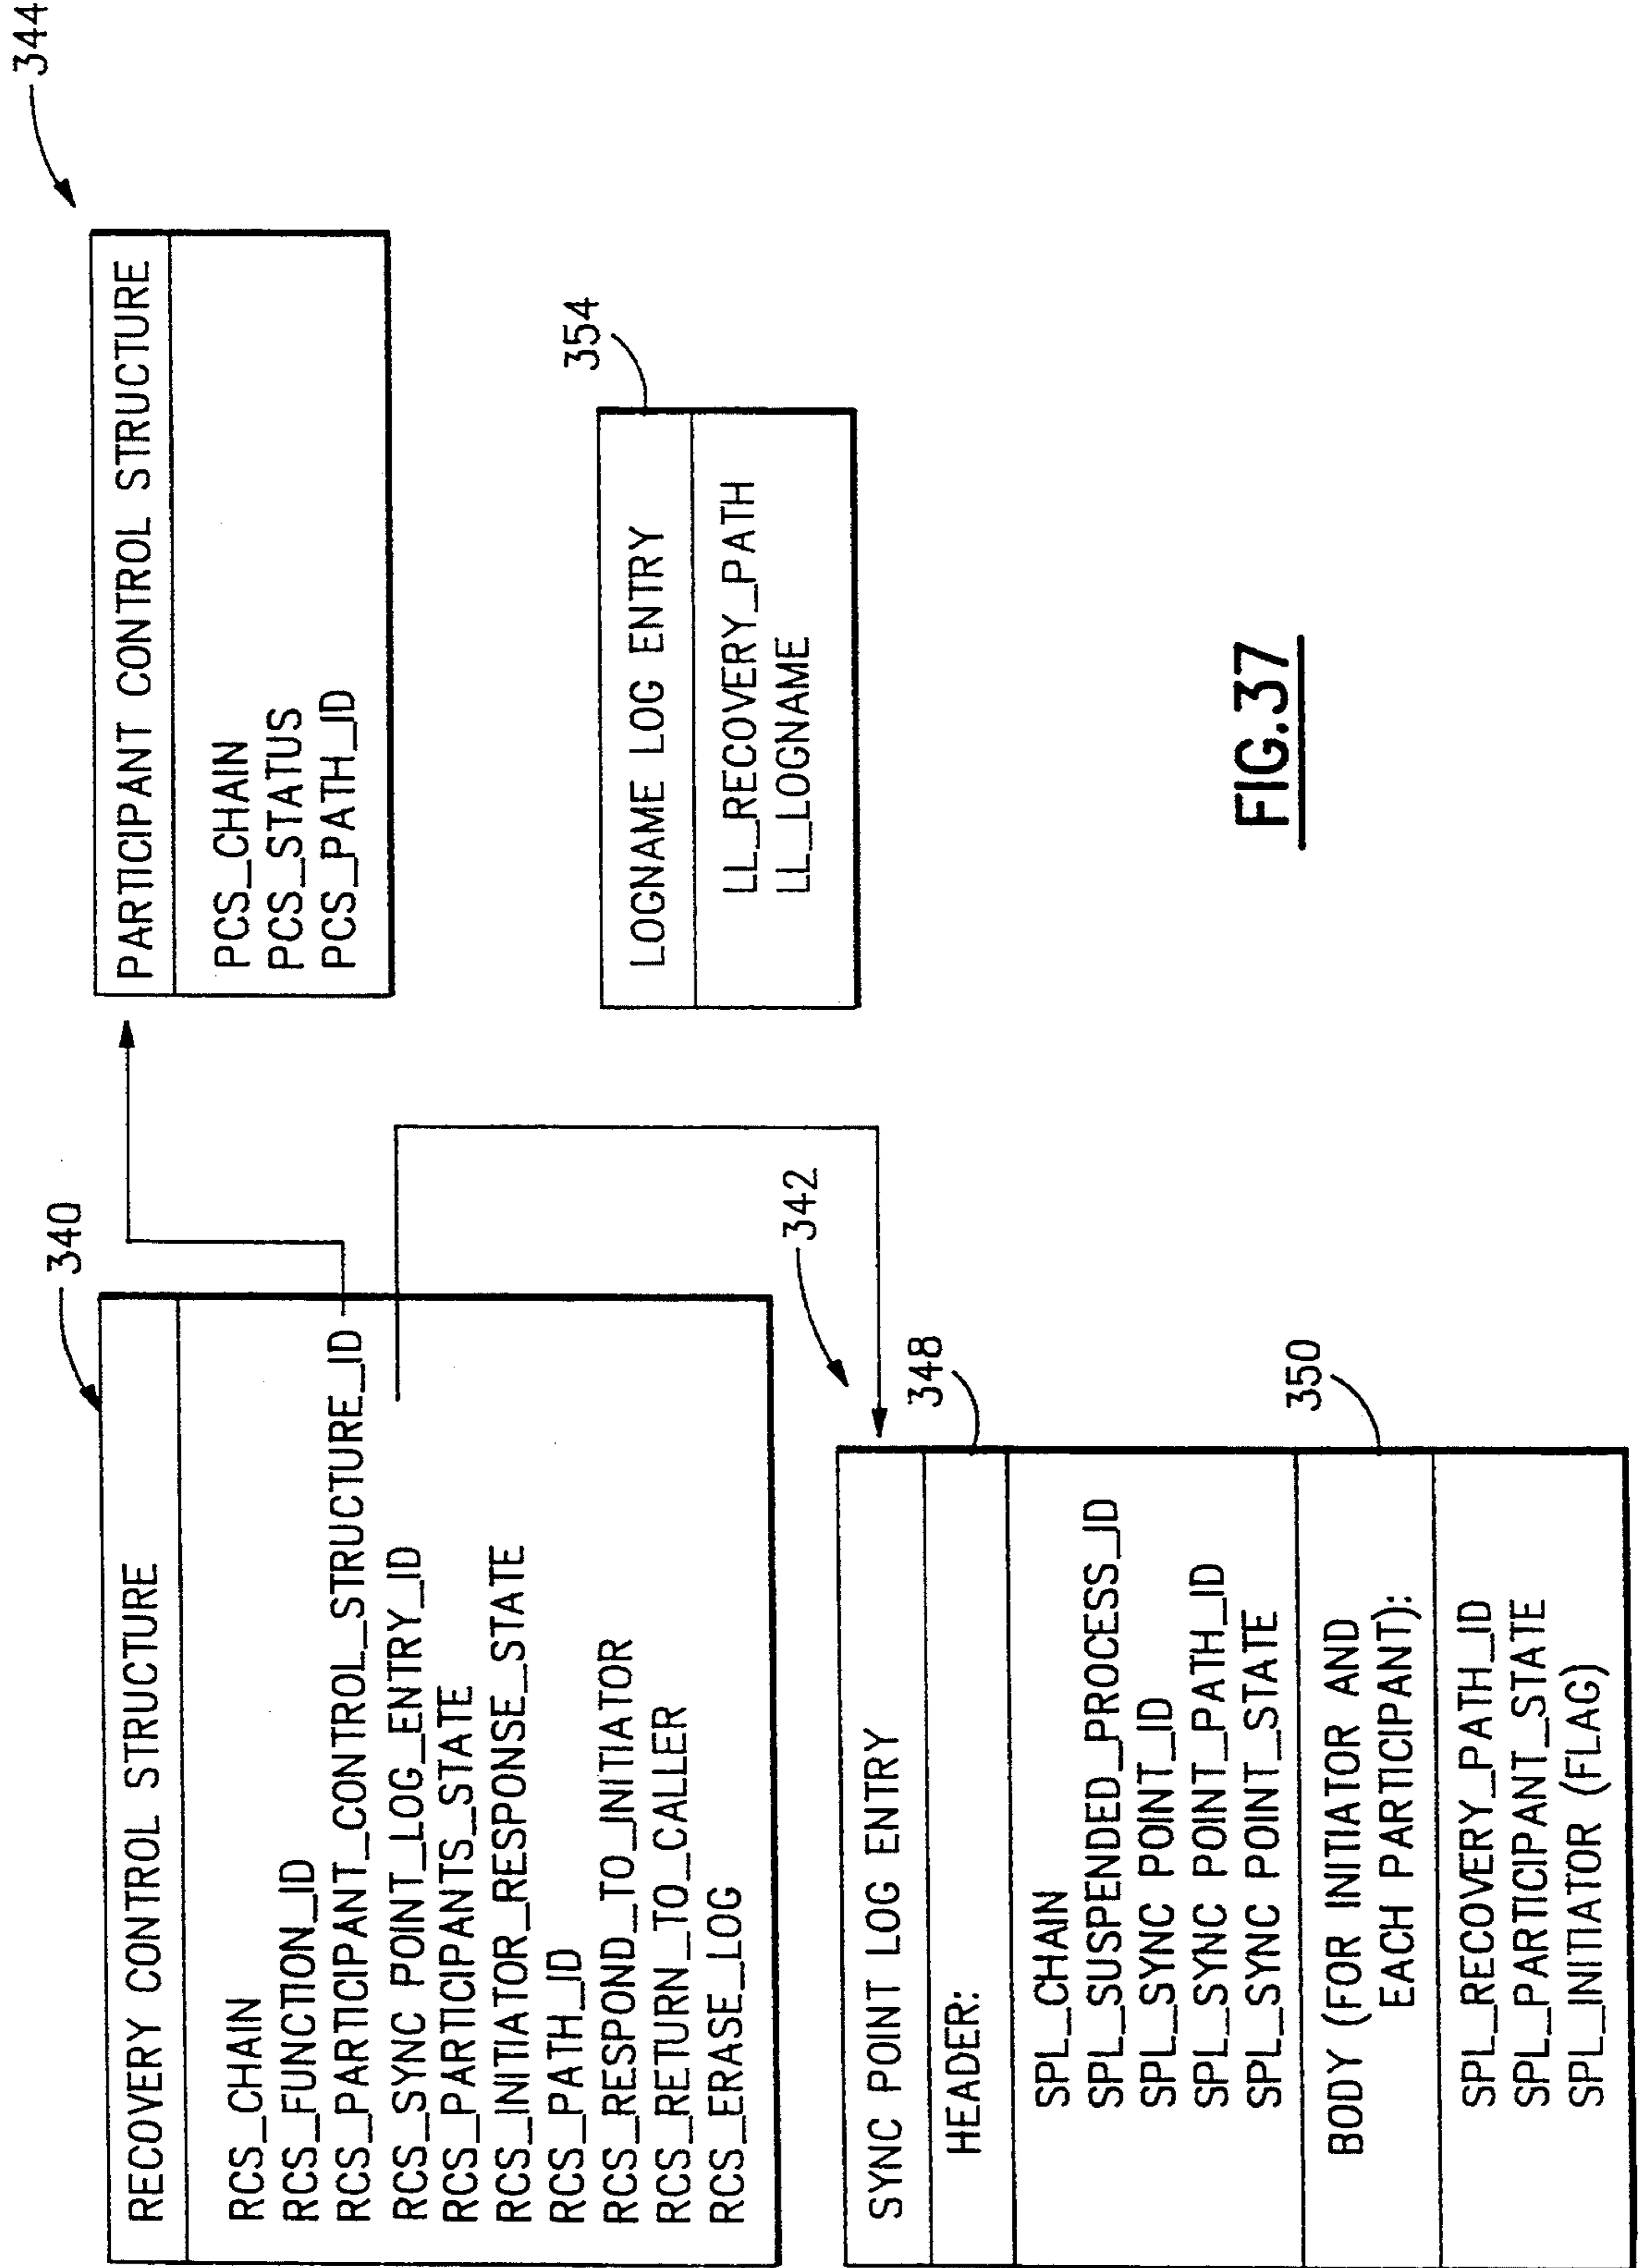 340
RECOVERY CONTROL STRUCTURE
RCS_CHAIN
RCS_FUNCTION_ID
RCS_PARTICIPANT_CONTROL_STRUCTURE_ID
RCS_SYNC POINT_LOG_ENTRY_ID
RCS_PARTICIPANTS_STATE
RCS_INITIATOR_RESPONSE_STATE
RCS_PATH_ID
RCS_RESPOND_TO_INITIATOR
RCS_RETURN_TO_CALLER
RCS_ERASE_LOG
344
PARTICIPANT CONTROL STRUCTURE
PCS_CHAIN
PCS_STATUS
PCS_PATH_ID
354
LOGNAME LOG ENTRY
LL_RECOVERY_PATH
LL_LOGNAME
342
SYNC POINT LOG ENTRY
348
HEADER:
SPL_CHAIN
SPL_SUSPENDED_PROCESS_ID
SPL_SYNC POINT_ID
SPL_SYNC POINT_PATH_ID
SPL_SYNC POINT_STATE
350
BODY (FOR INITIATOR AND
EACH PARTICIPANT):
SPL_RECOVERY_PATH_ID
SPL_PARTICIPANT_STATE
SPL_INITIATOR (FLAG)
FIG.37